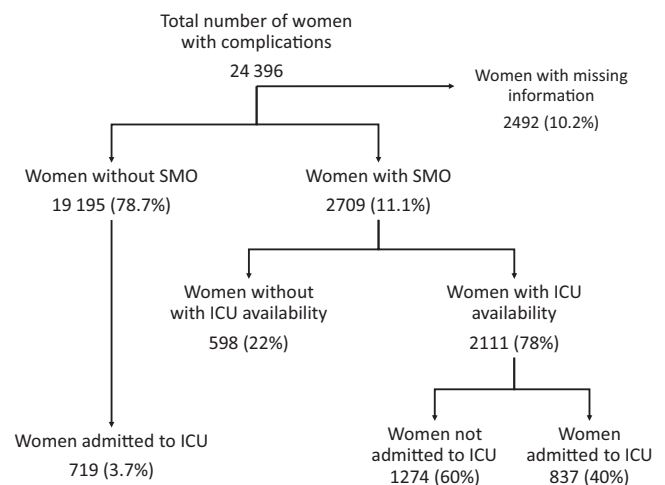 Total number of women
with complications
24 396
Women with missing
information
2492 (10.2%)
Women without SMO
19 195 (78.7%)
Women with SMO
2709 (11.1%)
Women without
with ICU availability
598 (22%)
Women with ICU
availability
2111 (78%)
Women admitted to ICU
719 (3.7%)
Women not
admitted to ICU
1274 (60%)
Women
admitted to ICU
837 (40%)